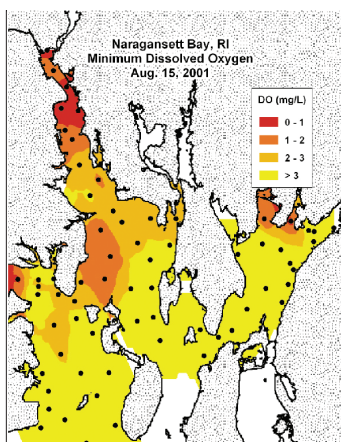 Naragansett Bay, RI
Minimum Dissolved Oxygen
Aug. 15, 2001
DO (mg/L)
0 - 1
1 - 2
2 - 3
> 3